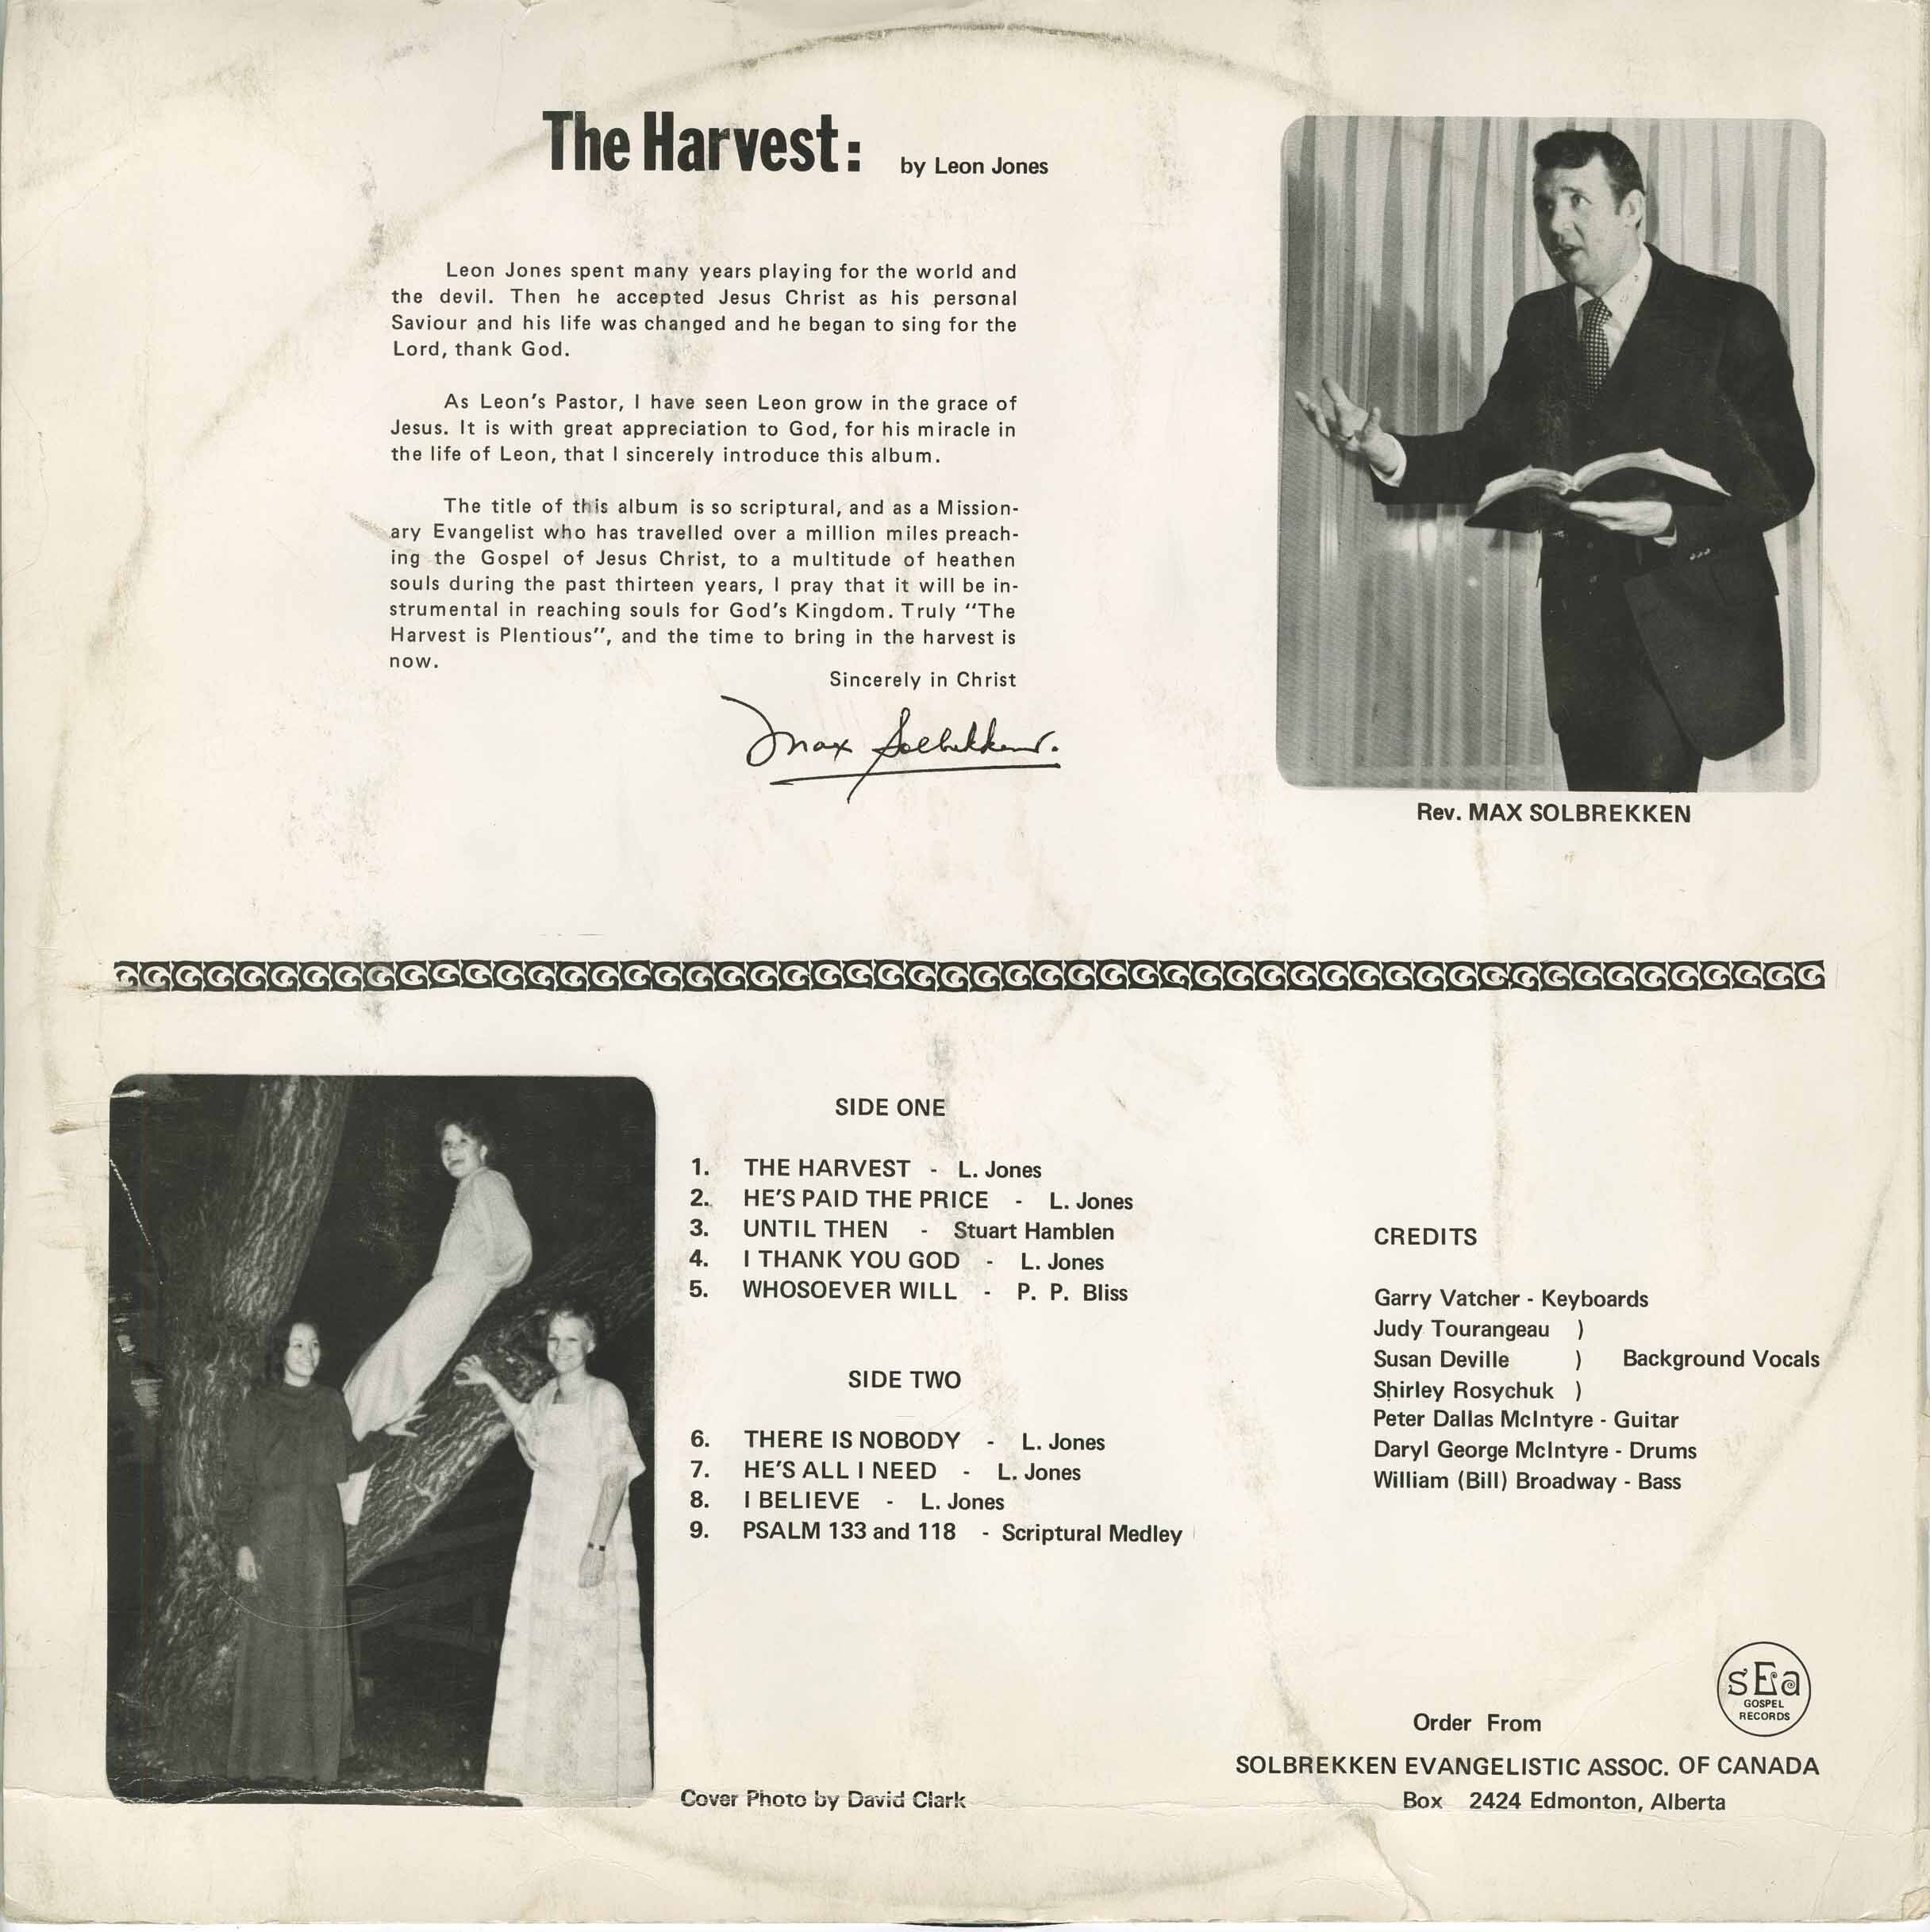 The Harvest: by Leon Jones
Leon Jones spent many years playing for the world and
the devil. Then he accepted Jesus Christ as his personal
Saviour and his life was changed and he began to sing for the
Lord, thank God.
As Leon's Pastor, I have seen Leon grow in the grace of
Jesus. It is with great appreciation to God, for his miracle in
the life of Leon, that I sincerely introduce this album.
The title of this album is so scriptural, and as a Mission-
ary Evangelist who has travelled over a million miles preach-
ing the Gospel of Jesus Christ, to a multitude of heathen
souls during the past thirteen years, I pray that it will be in-
strumental in reaching souls for God's Kingdom. Truly "The
Harvest is Plentious", and the time to bring in the harvest is
now.
Sincerely in Christ
Max Solbrekken.
Rev. MAX SOLBREKKEN
SIDE ONE
1. THE HARVEST - L. Jones
2. HE'S PAID THE PRICE - L. Jones
3. UNTIL THEN - Stuart Hamblen
4. I THANK YOU GOD - L. Jones
5. WHOSOEVER WILL - P. P. Bliss
SIDE TWO
6. THERE IS NOBODY - L. Jones
7. HE'S ALL I NEED - L. Jones
8. I BELIEVE - L. Jones
9. PSALM 133 and 118 - Scriptural Medley
Cover Photo by David Clark
CREDITS
Garry Vatcher - Keyboards
Judy Tourangeau )
Susan Deville ) Background Vocals
Shirley Rosychuk )
Peter Dallas McIntyre - Guitar
Daryl George McIntyre - Drums
William (Bill) Broadway - Bass
sEa
GOSPEL
RECORDS
Order From
SOLBREKKEN EVANGELISTIC ASSOC. OF CANADA
Box 2424 Edmonton, Alberta